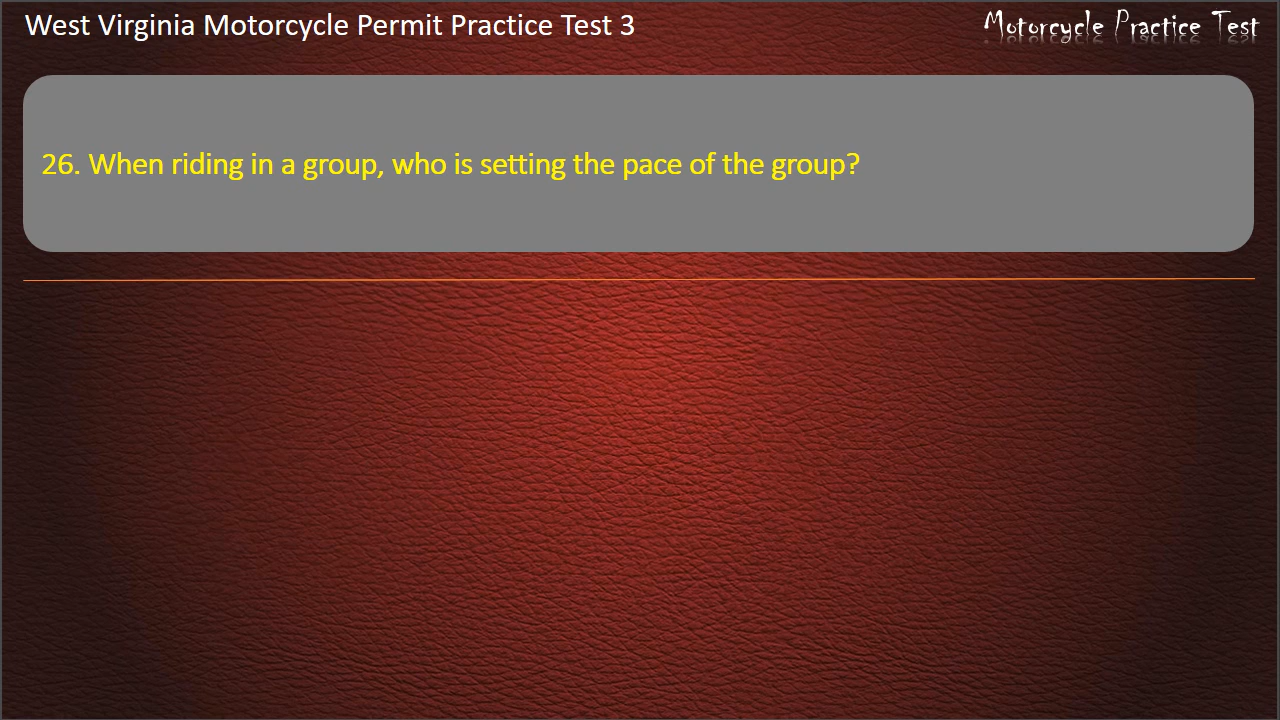 West Virginia Motorcycle Permit Practice Test 3
Motorcycle Practice Test
26. When riding in a group, who is setting the pace of the group?